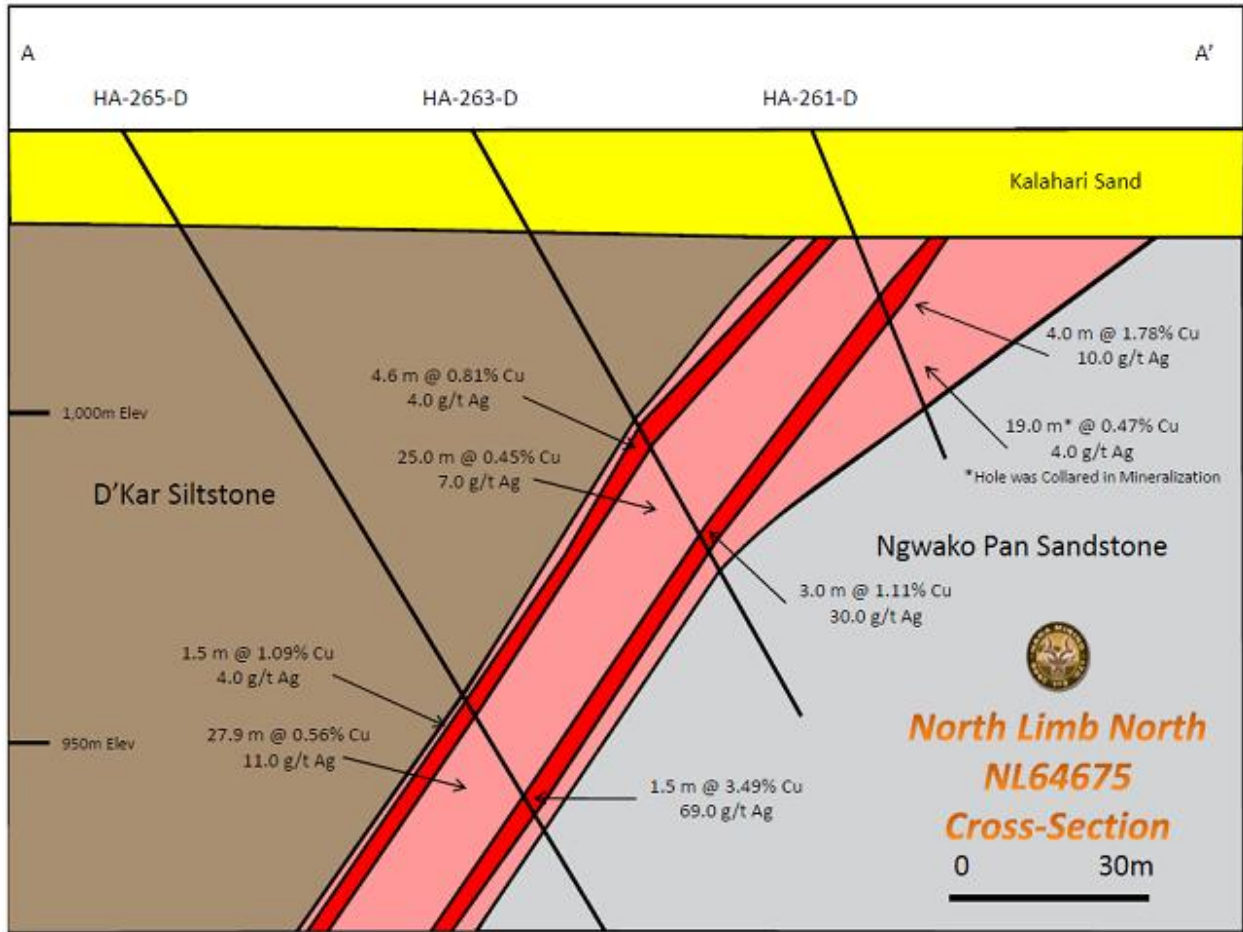 A
A'
HA-265-D
HA-263-D
HA-261-D
Kalahari Sand
4.0 m @ 1.78% Cu
10.0 g/t Ag
4.6 m @ 0.81% Cu
4.0 g/t Ag
1,000m Elev
19.0 m* @ 0.47% Cu
4.0 g/t Ag
*Hole was Collared in Mineralization
25.0 m @ 0.45% Cu
7.0 g/t Ag
D'Kar Siltstone
Ngwako Pan Sandstone
3.0 m @ 1.11% Cu
30.0 g/t Ag
1.5 m @ 1.09% Cu
4.0 g/t Ag
27.9 m @ 0.56% Cu
11.0 g/t Ag
950m Elev
1.5 m @ 3.49% Cu
69.0 g/t Ag
North Limb North
NL64675
Cross-Section
0 30m